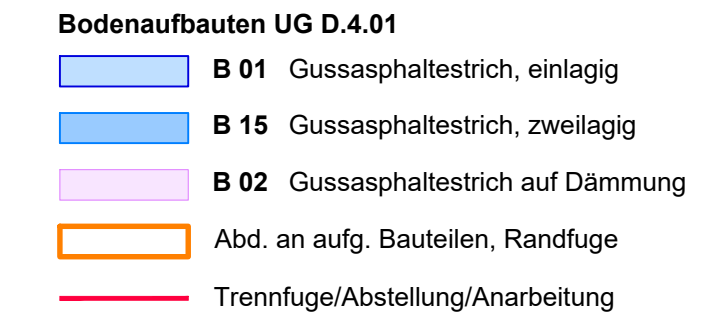 Bodenaufbauten UG D.4.01
B 01 Gussasphaltestrich, einlagig
B 15 Gussasphaltestrich, zweilagig
B 02 Gussasphaltestrich auf Dämmung
Abd. an aufg. Bauteilen, Randfuge
Trennfuge/Abstellung/Anarbeitung